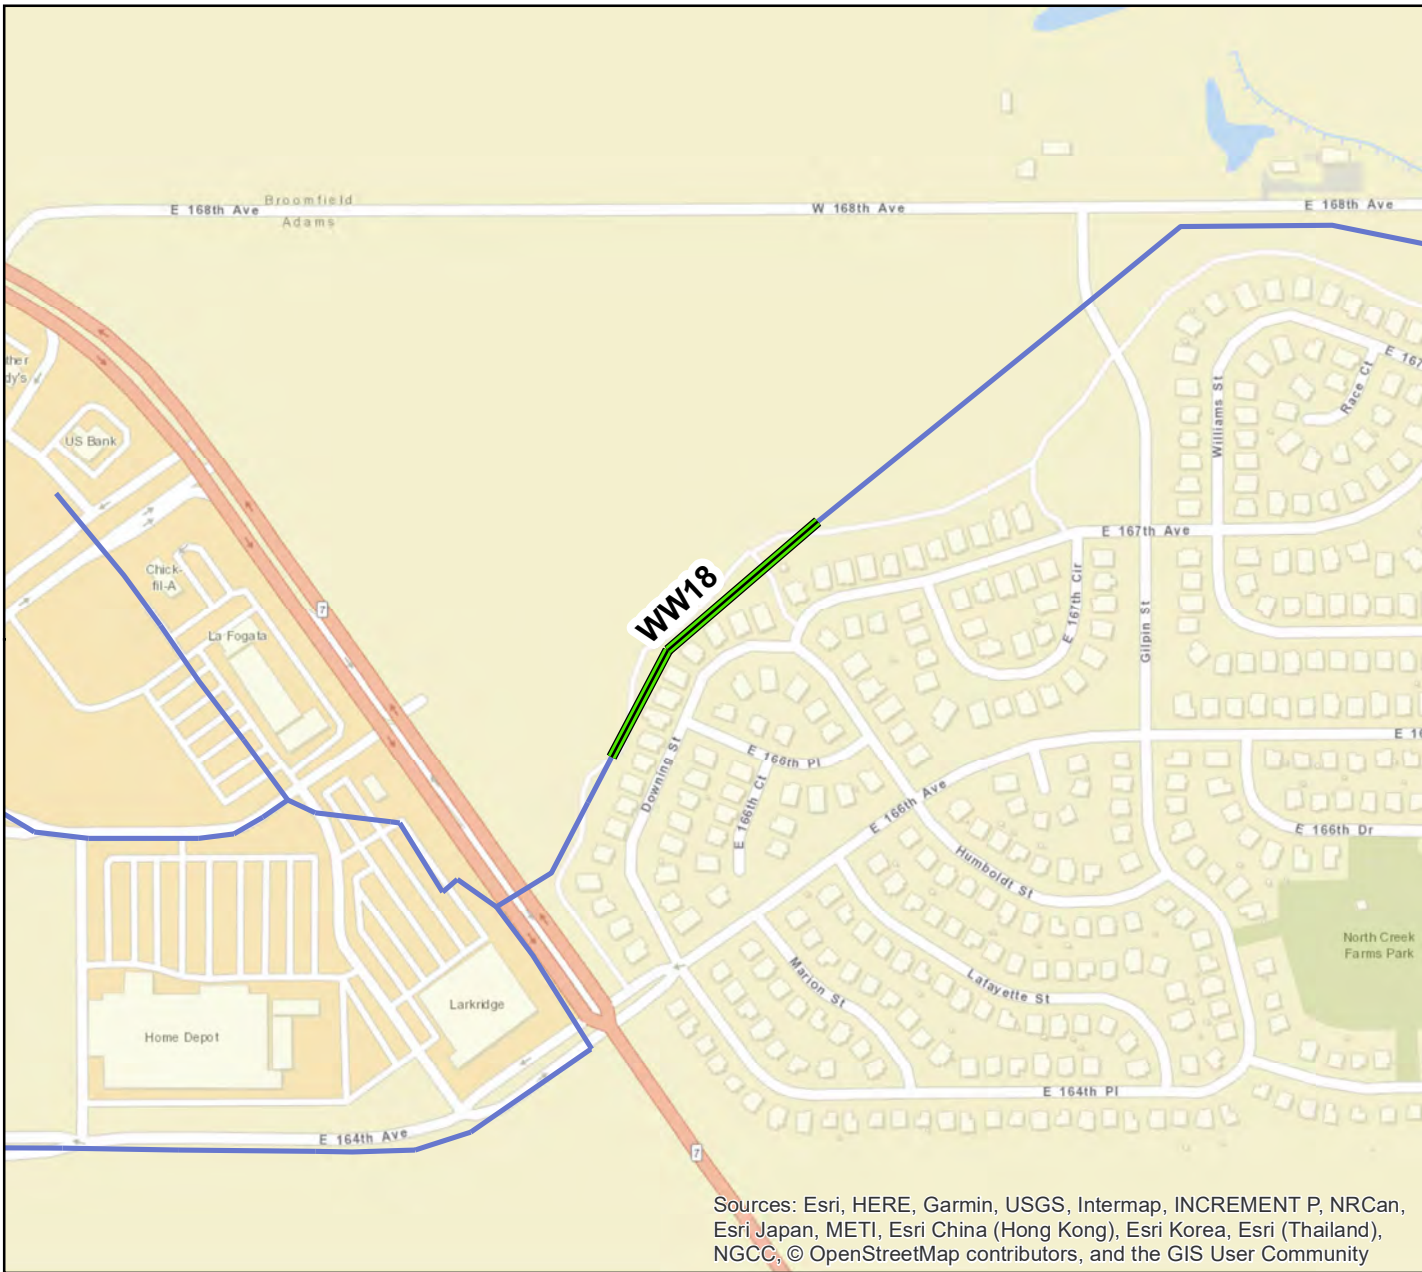 E 168th Ave
Broomfield
Adams
W 168th Ave
E 168th Ave
ther
dy's
US Bank
Williams St
Race Ct
E 167
Chick-
fil-A
La Fogata
7
WW18
E 167th Ave
E 167th Cir
Gilpin St
Downing St
E 166th Pl
E 166th Ct
E 166th Ave
E 16
E 166th Dr
Humboldt St
North Creek
Farms Park
Marion St
Lafayette St
Larkridge
Home Depot
E 164th Pl
E 164th Ave
7
Sources: Esri, HERE, Garmin, USGS, Intermap, INCREMENT P, NRCan,
Esri Japan, METI, Esri China (Hong Kong), Esri Korea, Esri (Thailand),
NGCC, © OpenStreetMap contributors, and the GIS User Community